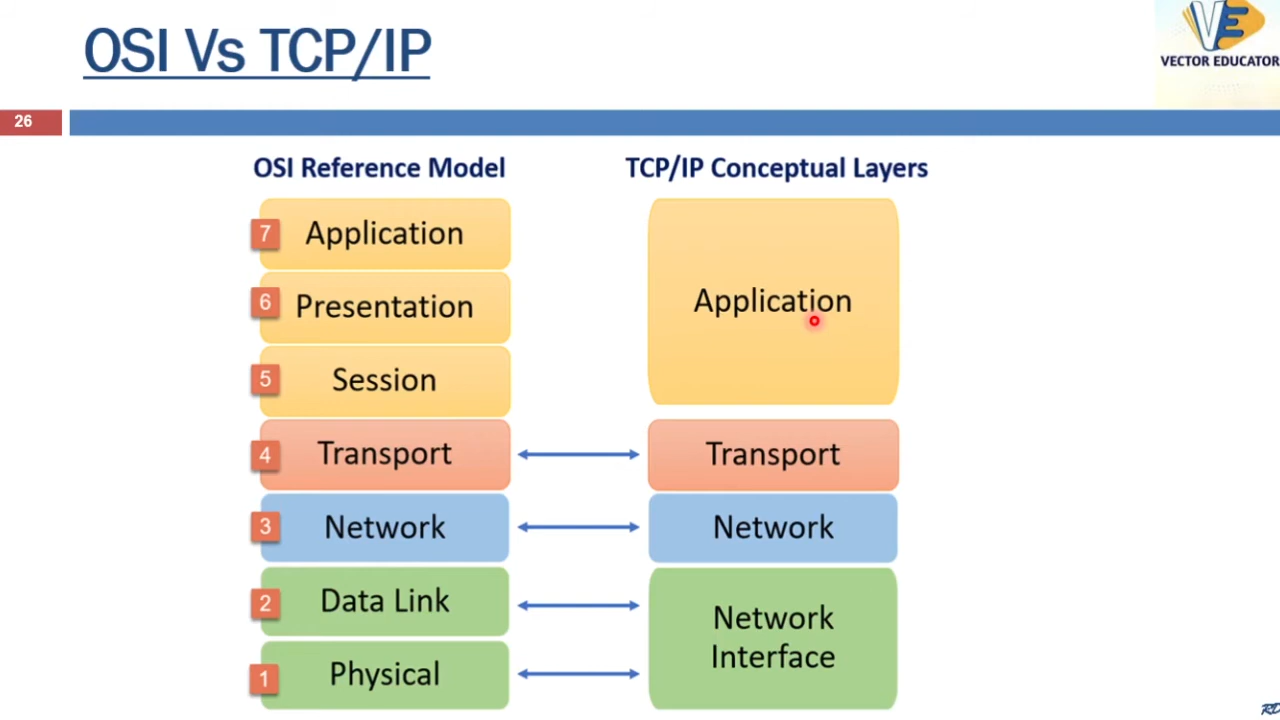 OSI Vs TCP/IP
VE
VECTOR EDUCATOR
26
OSI Reference Model
TCP/IP Conceptual Layers
7 Application
6 Presentation
5 Session
4 Transport
3 Network
2 Data Link
1 Physical
Application
Transport
Network
Network
Interface